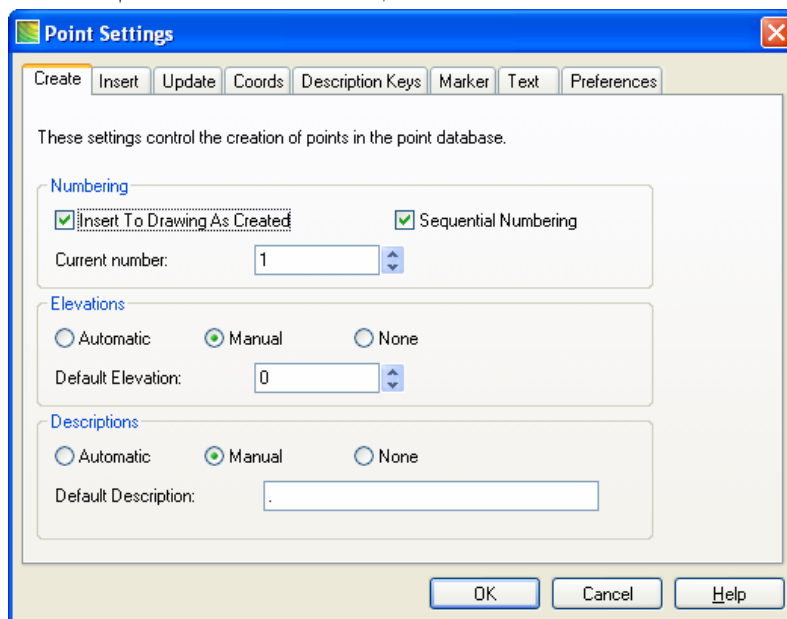 Point Settings
Create Insert Update Coords Description Keys Marker Text Preferences
These settings control the creation of points in the point database.
Numbering
Insert To Drawing As Created Sequential Numbering
Current number: 1
Elevations
Automatic Manual None
Default Elevation: 0
Descriptions
Automatic Manual None
Default Description: .
OK Cancel Help